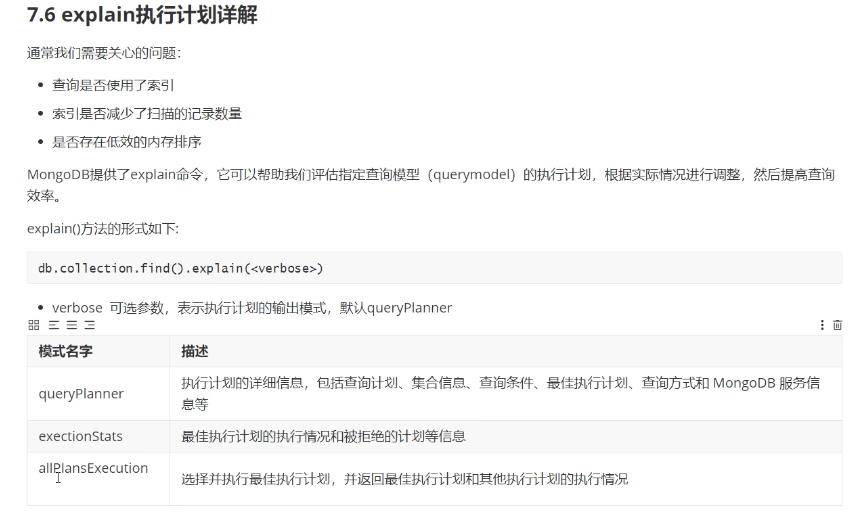 7.6 explain执行计划详解
通常我们需要关心的问题：
查询是否使用了索引
索引是否减少了扫描的记录数量
是否存在低效的内存排序
MongoDB提供了explain命令，它可以帮助我们评估指定查询模型（querymodel）的执行计划，根据实际情况进行调整，然后提高查询
效率。
explain()方法的形式如下:
db.collection.find().explain(<verbose>)
verbose 可选参数，表示执行计划的输出模式，默认queryPlanner
模式名字 描述
queryPlanner 执行计划的详细信息，包括查询计划、集合信息、查询条件、最佳执行计划、查询方式和 MongoDB 服务信
息等
exectionStats 最佳执行计划的执行情况和被拒绝的计划等信息
allPlansExecution 选择并执行最佳执行计划，并返回最佳执行计划和其他执行计划的执行情况